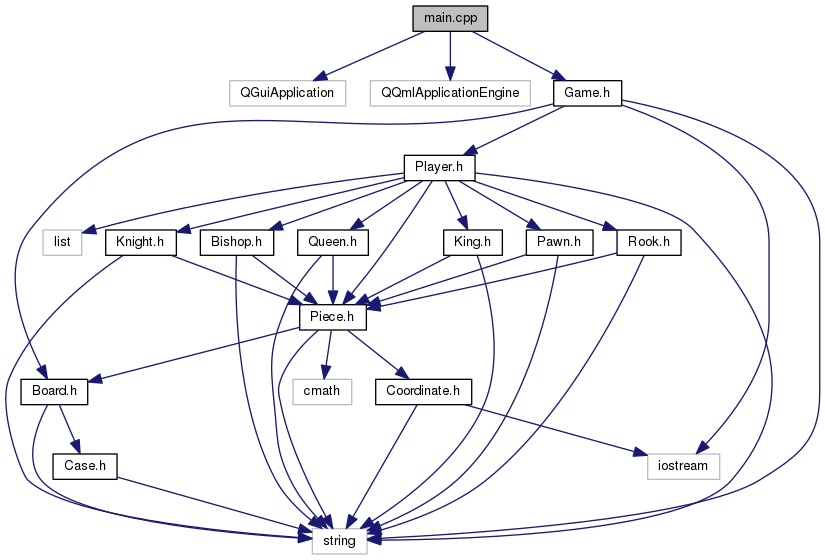 main.cpp
QGuiApplication
QQmlApplicationEngine
Game.h
Player.h
list
Knight.h
Bishop.h
Queen.h
King.h
Pawn.h
Rook.h
Piece.h
Board.h
cmath
Coordinate.h
Case.h
iostream
string